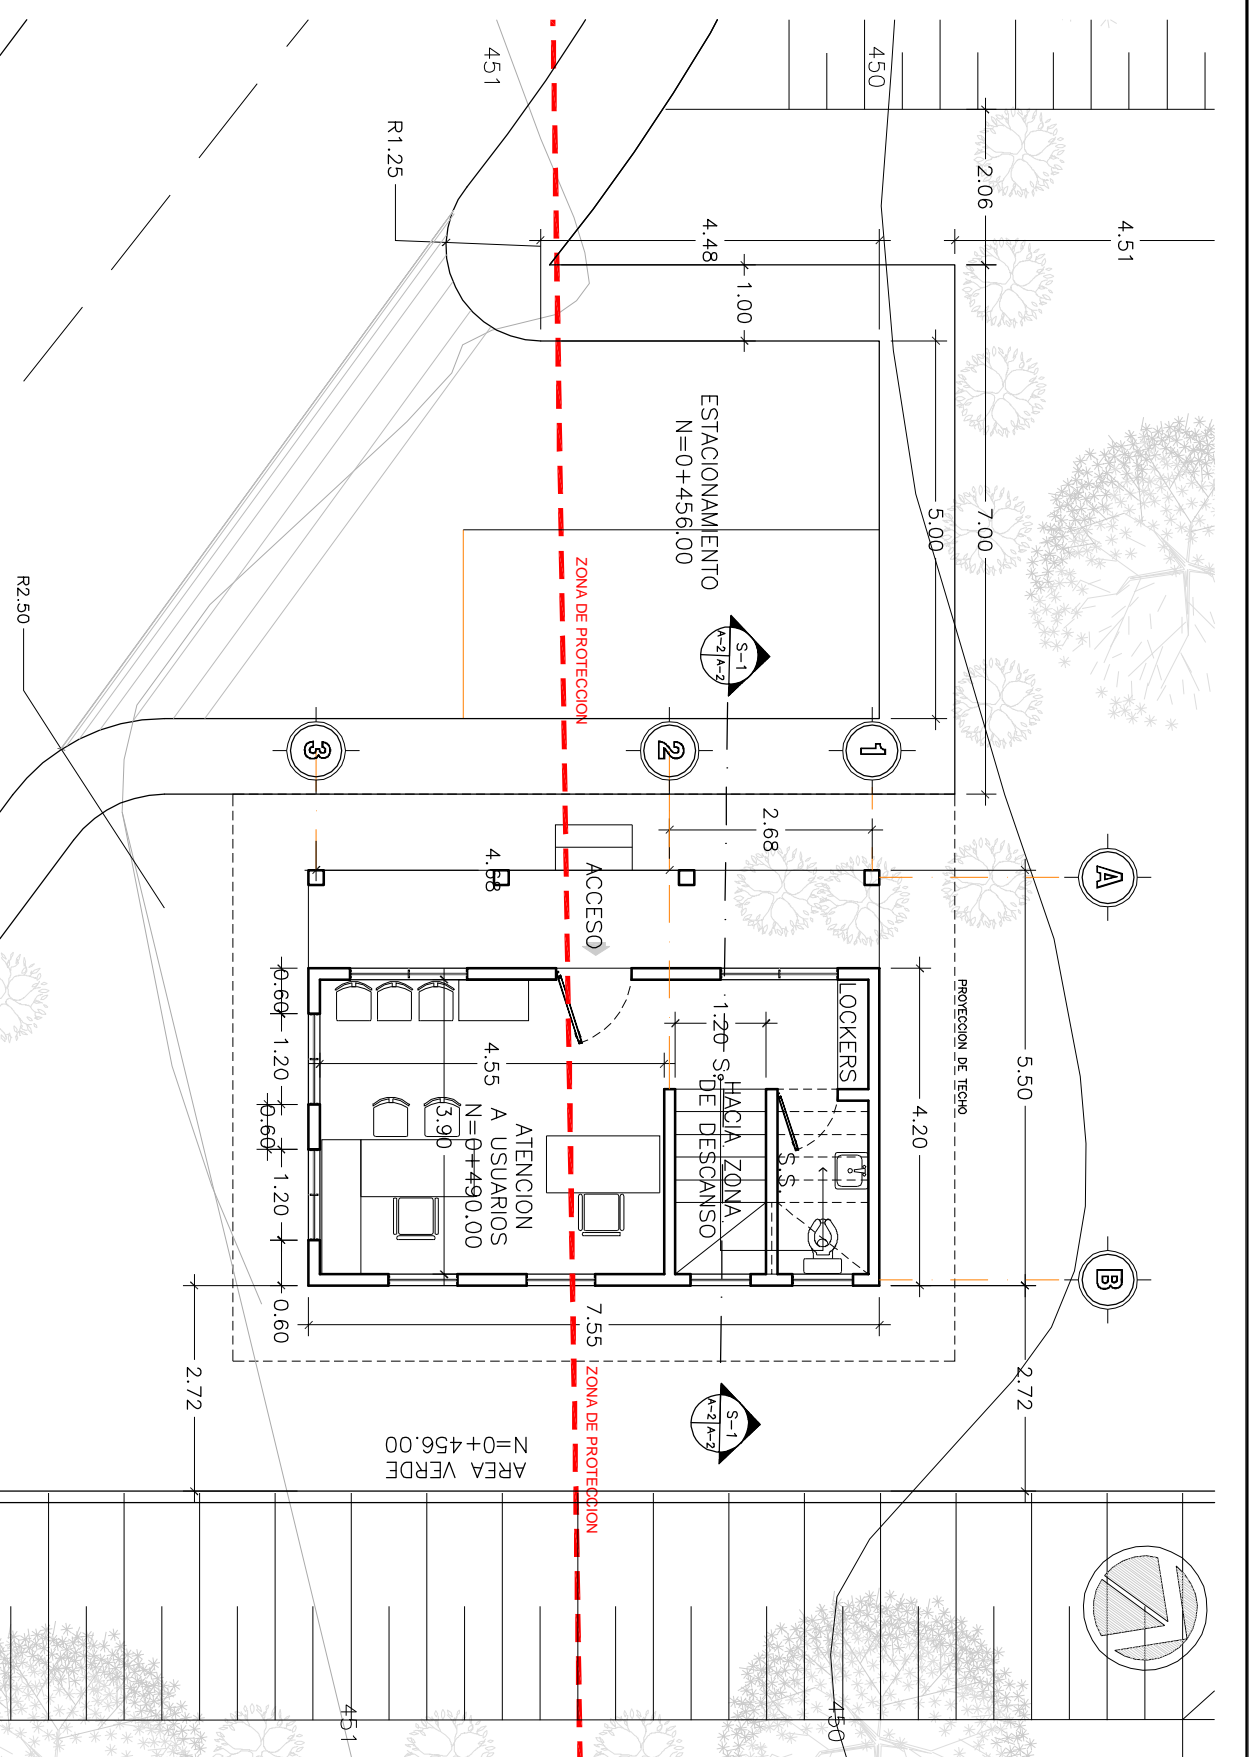 451
450
R1.25
2.06
4.51
4.48
1.00
ESTACIONAMIENTO
N=0+456.00
5.00
7.00
ZONA DE PROTECCION
R2.50
S-1
A-2
A-2
3
2
1
2.68
4.68
ACCESO
A
PROYECCION DE TECHO
LOCKERS
0.60
1.20
0.60
1.20
0.60
4.55
3.90
1.20
S. HACIA ZONA
DE DESCANSO
S.S.
4.20
5.50
ATENCION
A USUARIOS
N=0+490.00
B
7.55
2.72
2.72
ZONA DE PROTECCION
S-1
A-2
A-2
AREA VERDE
N=0+456.00
451
450